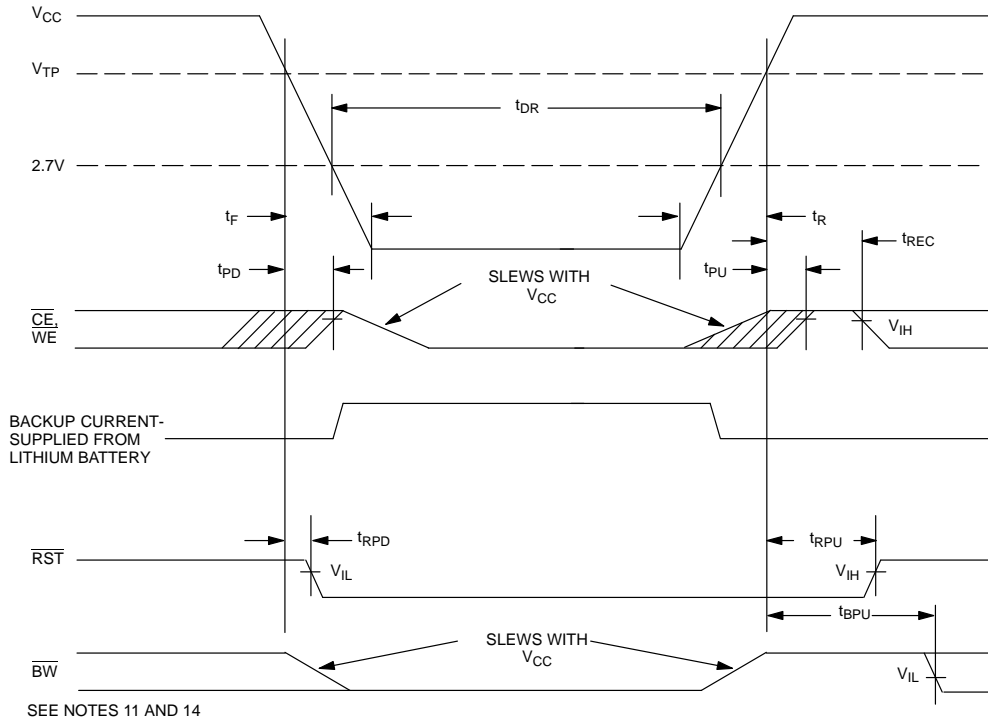 VCC
VTP
tDR
2.7V
tF
tR
tREC
tPD
SLEWS WITH
VCC
tPU
CE,
WE
VIH
BACKUP CURRENT-
SUPPLIED FROM
LITHIUM BATTERY
tRPD
tRPU
RST
VIL
VIH
tBPU
SLEWS WITH
VCC
BW
VIL
SEE NOTES 11 AND 14